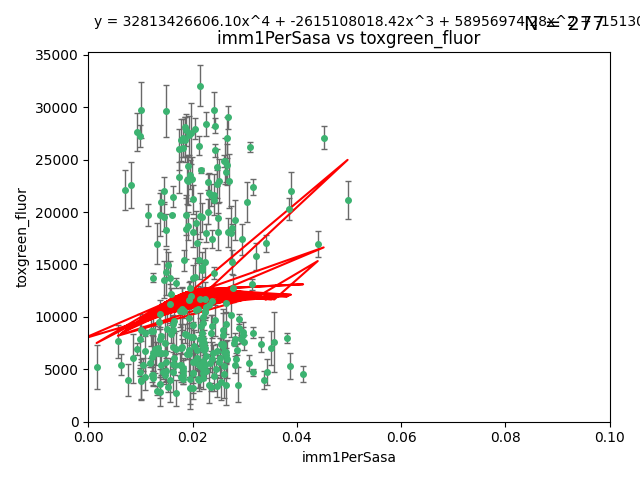 y = 32813426606.10x^4 + -2615108018.42x^3 + 58956974
N = 277
imm1PerSasa vs toxgreen_fluor
35000
30000
25000
20000
15000
10000
5000
0
toxgreen_fluor
0.00 0.02 0.04 0.06 0.08 0.10
imm1PerSasa